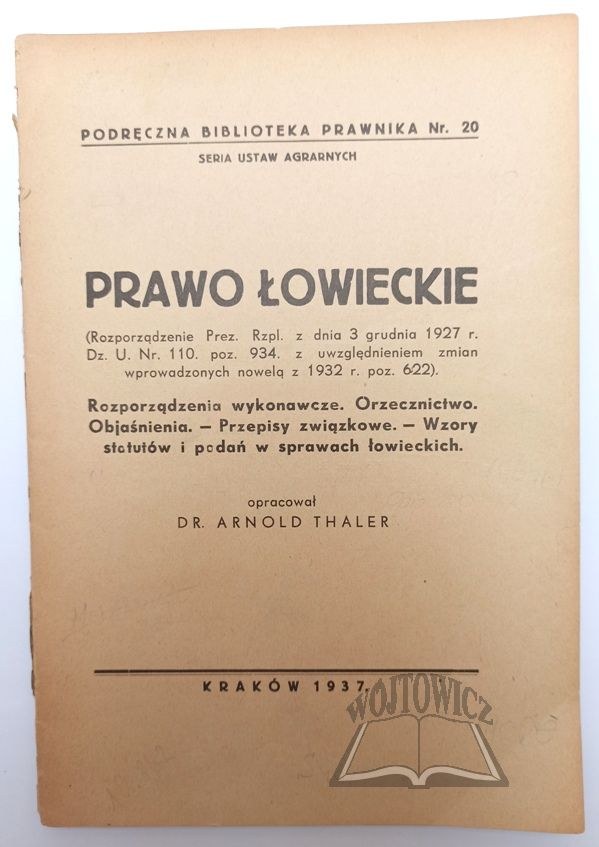 PODRĘCZNA BIBLIOTEKA PRAWNIKA Nr. 20
SERIA USTAW AGRARNYCH
PRAWO ŁOWIECKIE
(Rozporządzenie Prez. Rzpl. z dnia 3 grudnia 1927 r.
Dz. U. Nr. 110. poz. 934. z uwzględnieniem zmian
wprowadzonych nowelą z 1932 r. poz. 622).
Rozporządzenia wykonawcze. Orzecznictwo.
Objaśnienia. — Przepisy związkowe. — Wzory
statutów i podań w sprawach łowieckich.
opracował
DR. ARNOLD THALER
KRAKÓW 1937.
WÓJTOWICZ